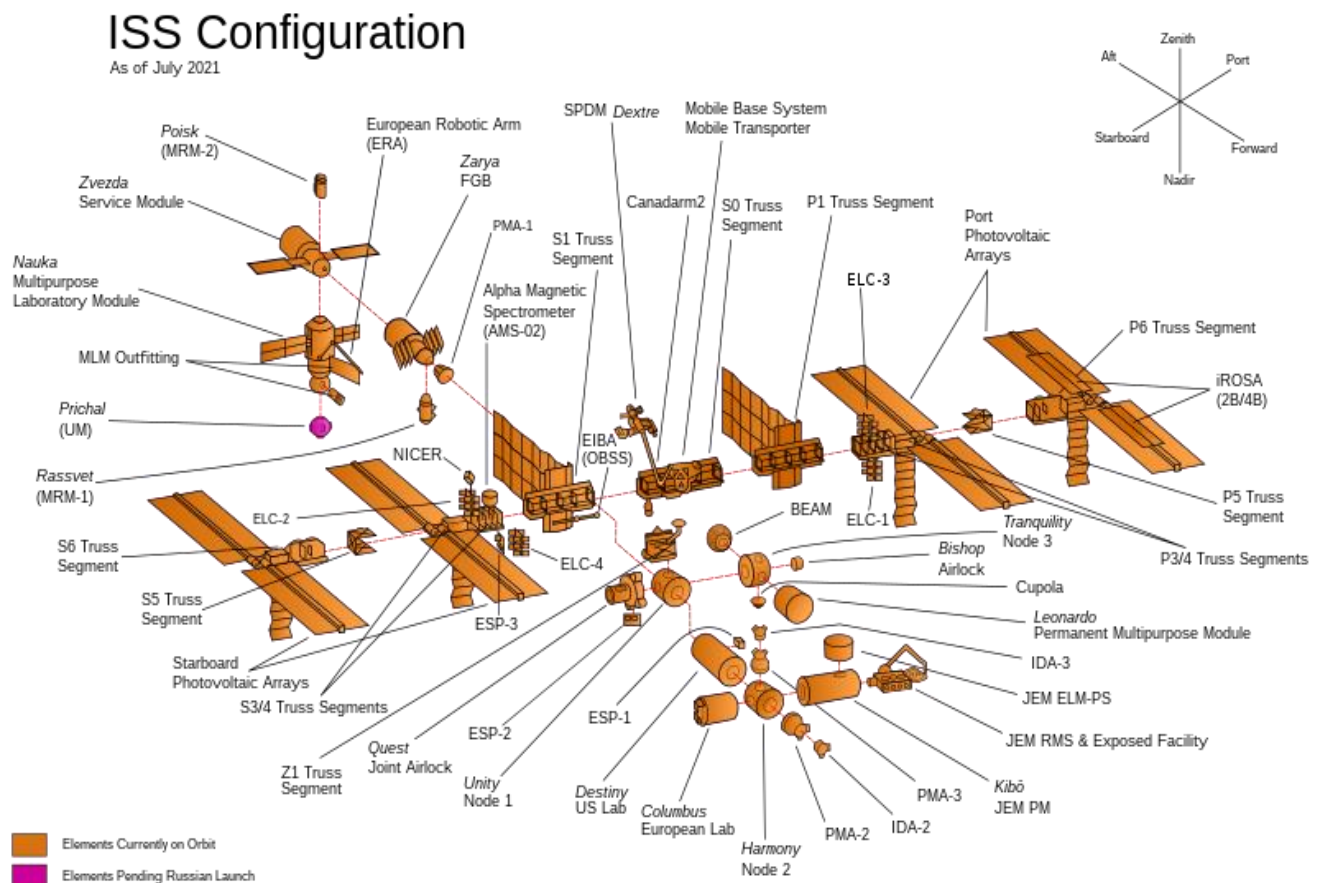 ISS Configuration
As of July 2021
Zenith
Aft
Port
Starboard
Forward
Nadir
Poisk
(MRM-2)
European Robotic Arm
(ERA)
SPDM Dextre
Mobile Base System
Mobile Transporter
Zvezda
Service Module
Zarya
FGB
PMA-1
Canadarm2
S0 Truss
Segment
P1 Truss Segment
Port
Photovoltaic
Arrays
S1 Truss
Segment
Nauka
Multipurpose
Laboratory Module
Alpha Magnetic
Spectrometer
(AMS-02)
ELC-3
P6 Truss Segment
MLM Outfitting
iROSA
(2B/4B)
Prichal
(UM)
Rassvet
(MRM-1)
NICER
EIBA
(OBSS)
ELC-2
BEAM
ELC-1
P5 Truss
Segment
Tranquility
Node 3
P3/4 Truss Segments
S6 Truss
Segment
ELC-4
Bishop
Airlock
Cupola
S5 Truss
Segment
ESP-3
Leonardo
Permanent Multipurpose Module
Starboard
Photovoltaic Arrays
IDA-3
S3/4 Truss Segments
ESP-1
JEM ELM-PS
ESP-2
JEM RMS & Exposed Facility
Quest
Joint Airlock
Z1 Truss
Segment
Unity
Node 1
Destiny
US Lab
Columbus
European Lab
Harmony
Node 2
PMA-2
IDA-2
PMA-3
Kibō
JEM PM
Elements Currently on Orbit
Elements Pending Russian Launch